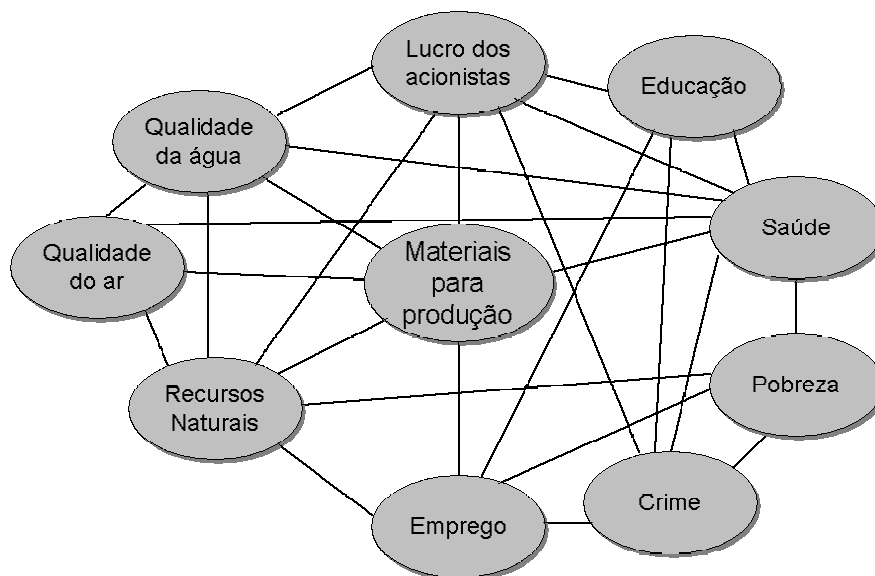 Lucro dos
acionistas
Educação
Qualidade
da água
Saúde
Qualidade
do ar
Materiais
para
produção
Recursos
Naturais
Pobreza
Crime
Emprego